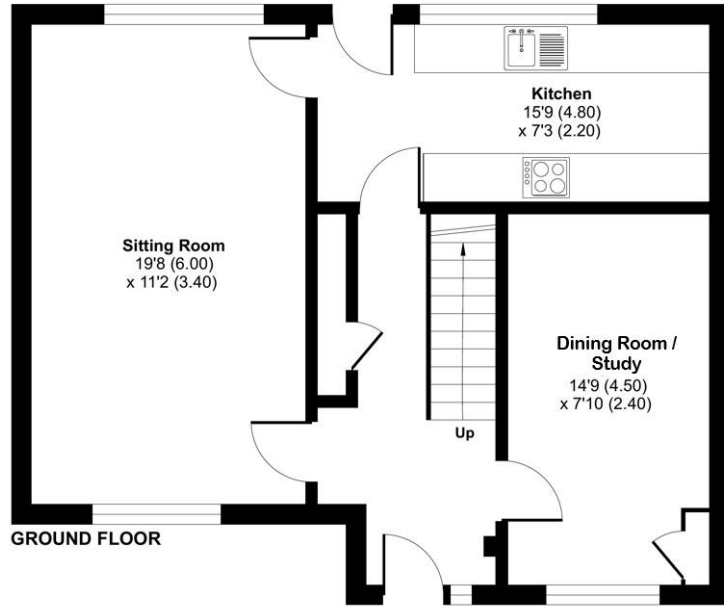 Kitchen
15'9 (4.80)
x 7'3 (2.20)
Sitting Room
19'8 (6.00)
x 11'2 (3.40)
Dining Room /
Study
14'9 (4.50)
x 7'10 (2.40)
Up
GROUND FLOOR